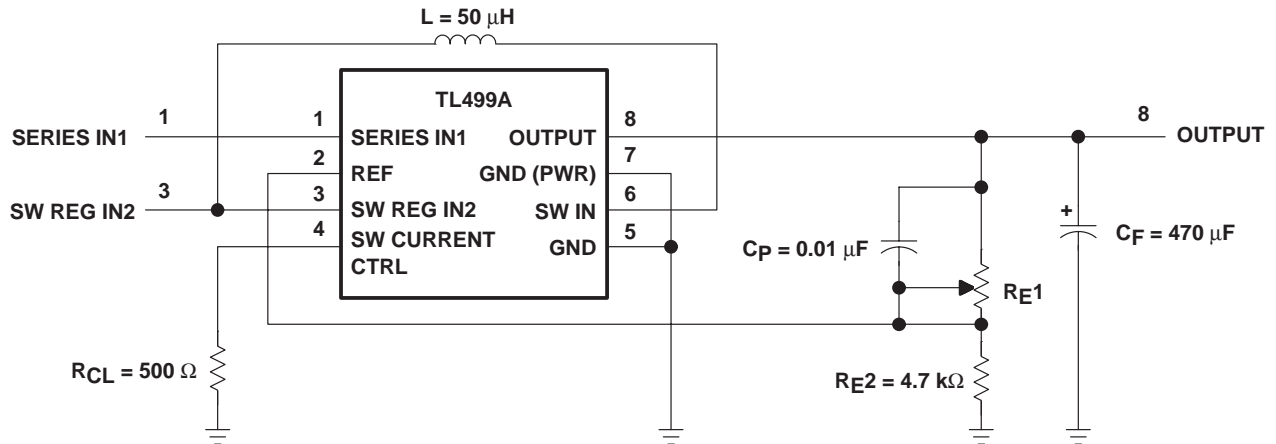 L = 50 μH
TL499A
1
SERIES IN1
1
SERIES IN1
OUTPUT
8
8
OUTPUT
2
REF
GND (PWR)
7
3
SW REG IN2
3
SW REG IN2
SW IN
6
4
SW CURRENT
CTRL
GND
5
CP = 0.01 μF
+
CF = 470 μF
RE1
RCL = 500 Ω
RE2 = 4.7 kΩ